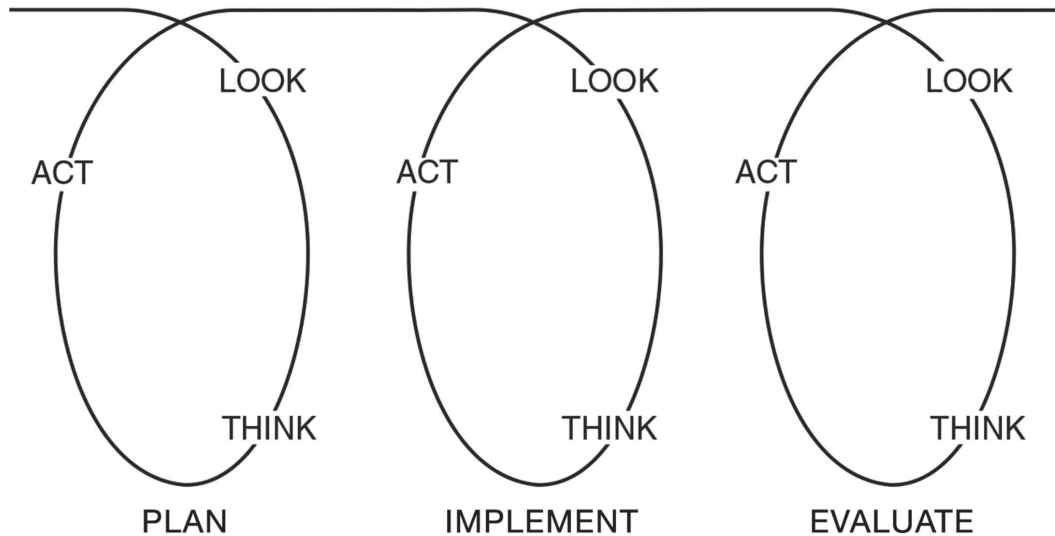 LOOK LOOK LOOK
ACT ACT ACT
THINK THINK THINK
PLAN IMPLEMENT EVALUATE